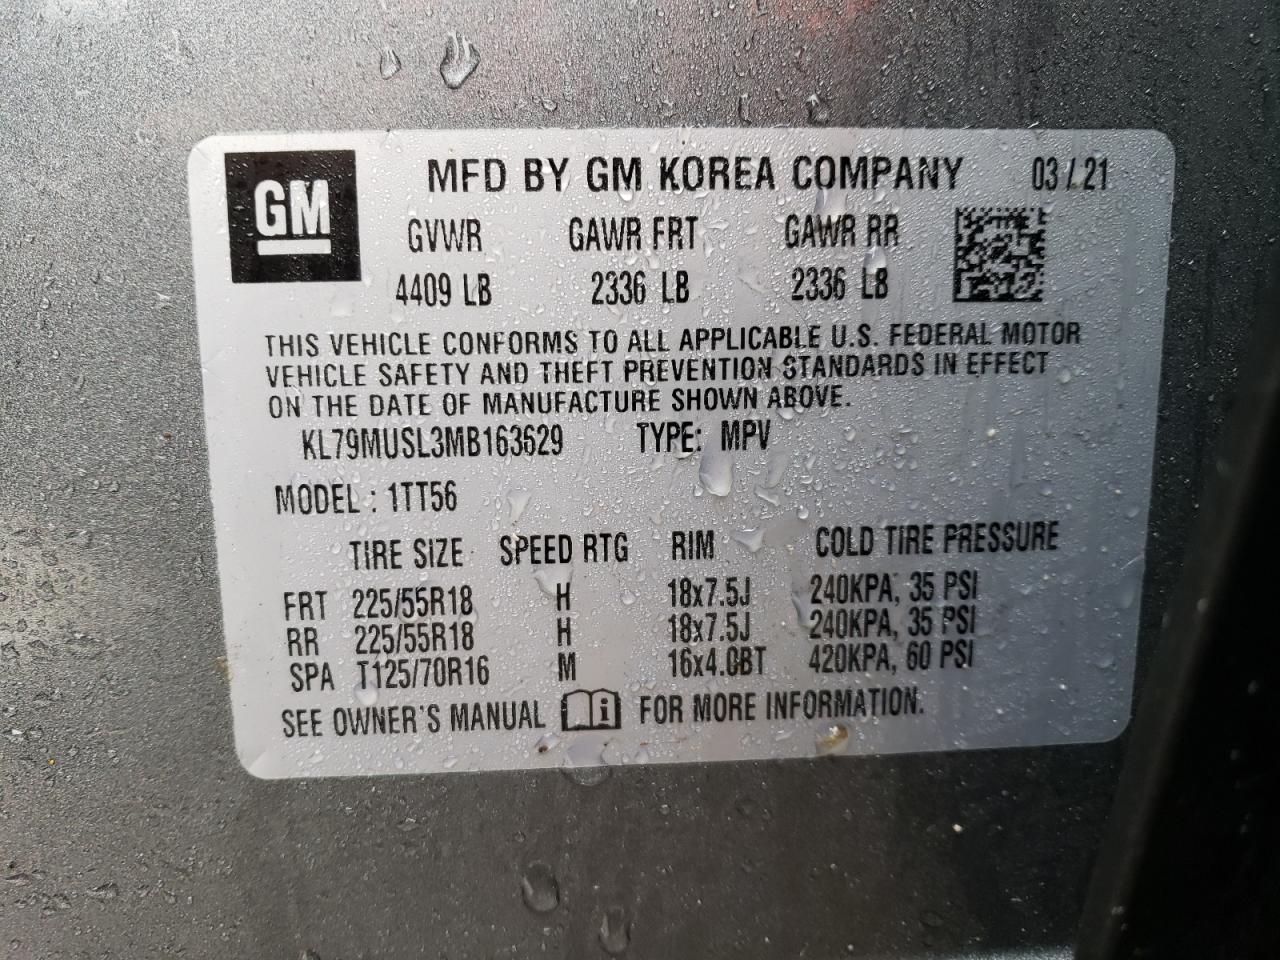 GM
MFD BY GM KOREA COMPANY 03/21
GVWR GAWR FRT GAWR RR
4409 LB 2336 LB 2336 LB
THIS VEHICLE CONFORMS TO ALL APPLICABLE U.S. FEDERAL MOTOR
VEHICLE SAFETY AND THEFT PREVENTION STANDARDS IN EFFECT
ON THE DATE OF MANUFACTURE SHOWN ABOVE.
KL79MUSL3MB163629 TYPE: MPV
MODEL : 1TT56
TIRE SIZE SPEED RTG RIM COLD TIRE PRESSURE
FRT 225/55R18 H 18x7.5J 240KPA, 35 PSI
RR 225/55R18 H 18x7.5J 240KPA, 35 PSI
SPA T125/70R16 M 16x4.0BT 420KPA, 60 PSI
SEE OWNER'S MANUAL i FOR MORE INFORMATION.